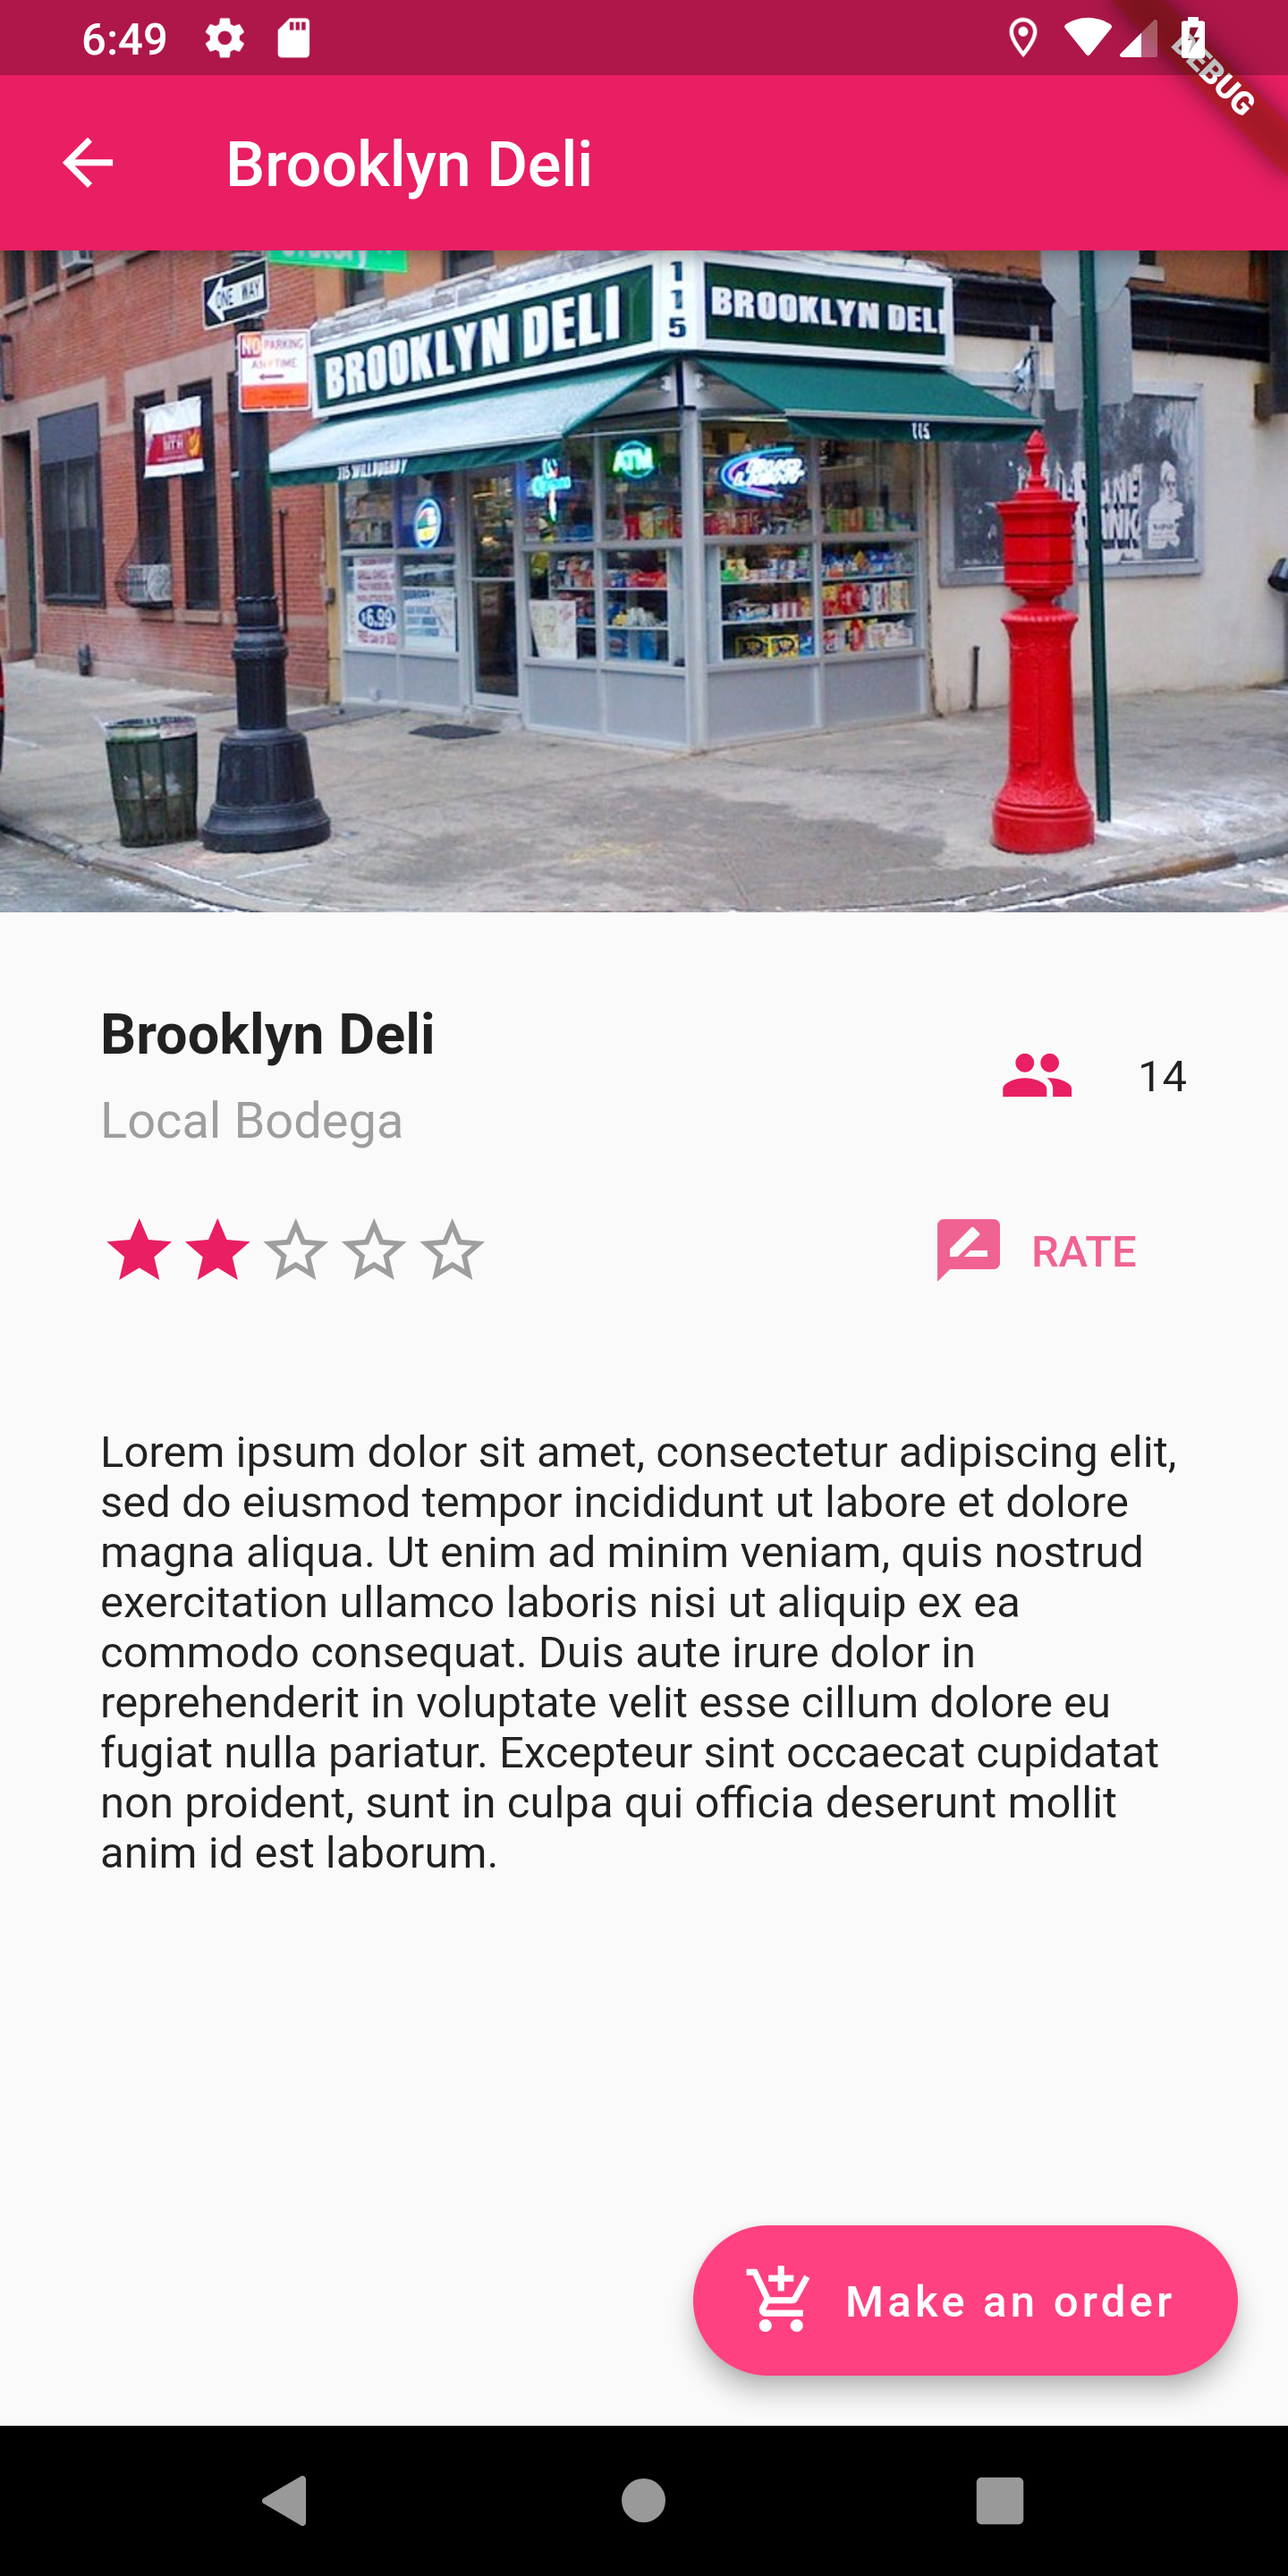 6:49
DEBUG
Brooklyn Deli
ONE WAY
NO PARKING
ANYTIME
BROOKLYN DELI
115
BROOKLYN DELI
115 WILLOUGHBY
115
ATM
$6.99
Brooklyn Deli
14
Local Bodega
RATE
Lorem ipsum dolor sit amet, consectetur adipiscing elit,
sed do eiusmod tempor incididunt ut labore et dolore
magna aliqua. Ut enim ad minim veniam, quis nostrud
exercitation ullamco laboris nisi ut aliquip ex ea
commodo consequat. Duis aute irure dolor in
reprehenderit in voluptate velit esse cillum dolore eu
fugiat nulla pariatur. Excepteur sint occaecat cupidatat
non proident, sunt in culpa qui officia deserunt mollit
anim id est laborum.
Make an order